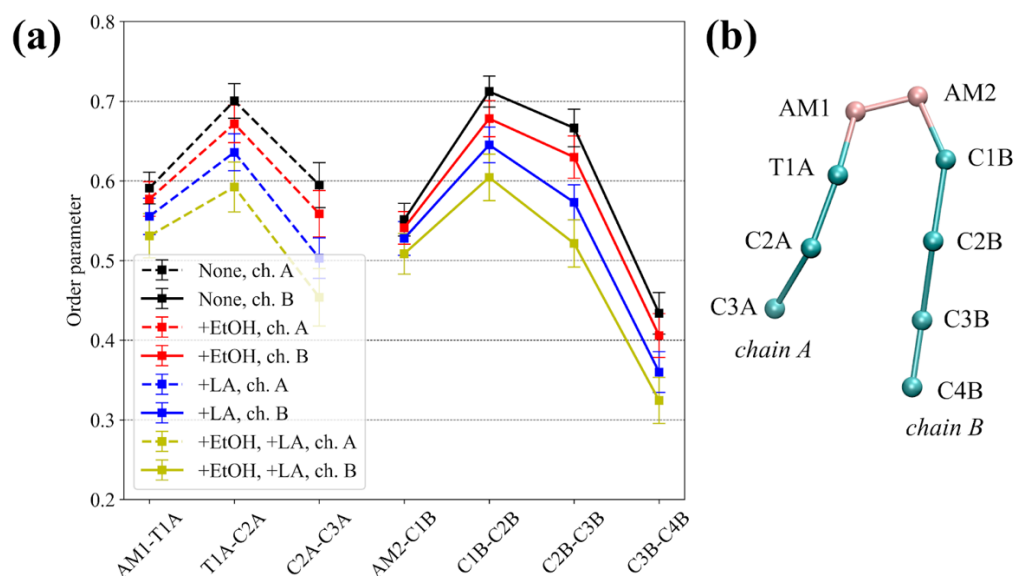 (a)
0.8
0.7
0.6
0.5
0.4
0.3
0.2
Order parameter
None, ch. A
None, ch. B
+EtOH, ch. A
+EtOH, ch. B
+LA, ch. A
+LA, ch. B
+EtOH, +LA, ch. A
+EtOH, +LA, ch. B
AM1-T1A
T1A-C2A
C2A-C3A
AM2-C1B
C1B-C2B
C2B-C3B
C3B-C4B
(b)
AM1
AM2
T1A
C1B
C2A
C2B
C3A
C3B
chain A
C4B
chain B